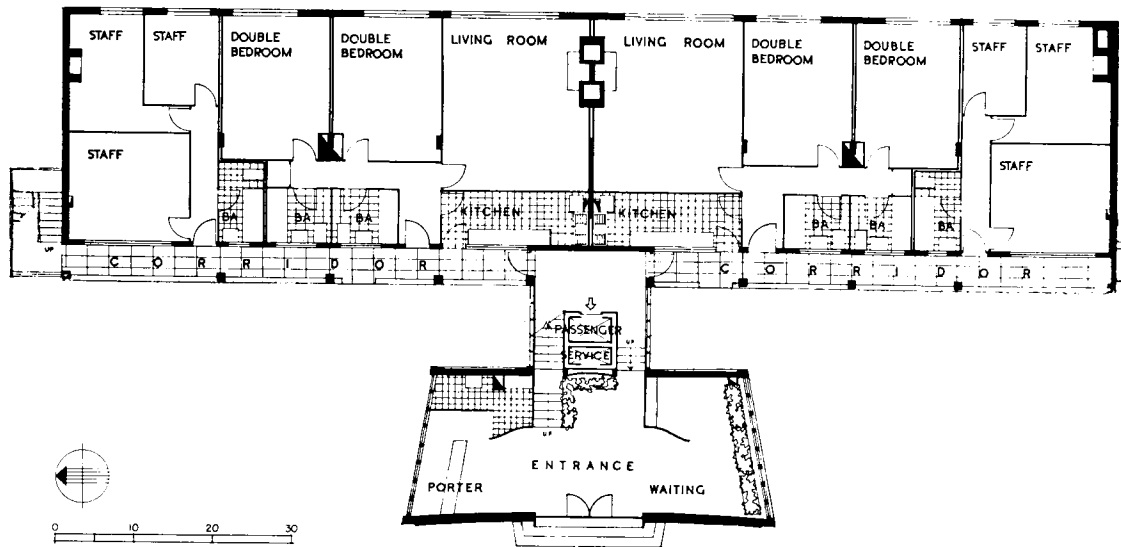 STAFF
STAFF
DOUBLE
BEDROOM
DOUBLE
BEDROOM
LIVING ROOM
LIVING ROOM
DOUBLE
BEDROOM
DOUBLE
BEDROOM
STAFF
STAFF
STAFF
STAFF
BA
BA
BA
KITCHEN
KITCHEN
BA
BA
BA
UP
CORRIDOR
CORRIDOR
PASSENGER
SERVICE
UP
UP
ENTRANCE
PORTER
WAITING
0 10 20 30